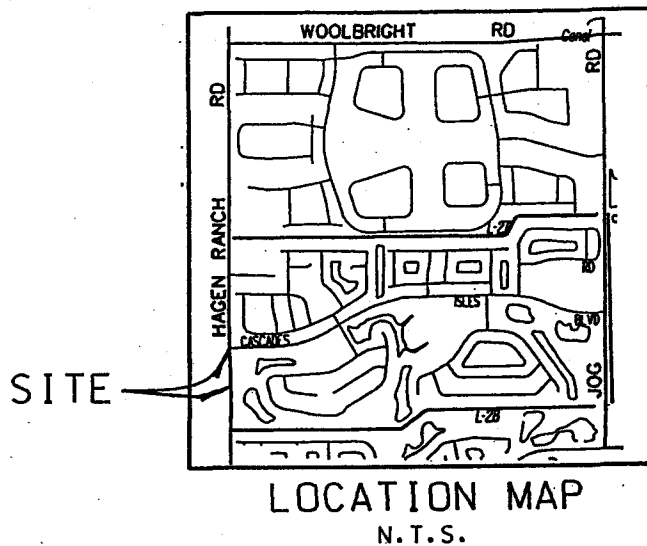 WOOLBRIGHT RD
Canal
RD
HAGEN RANCH RD
L-27
RD
ISLES
BLVD
CASCADES
JOG
SITE
L-28
LOCATION MAP
N.T.S.